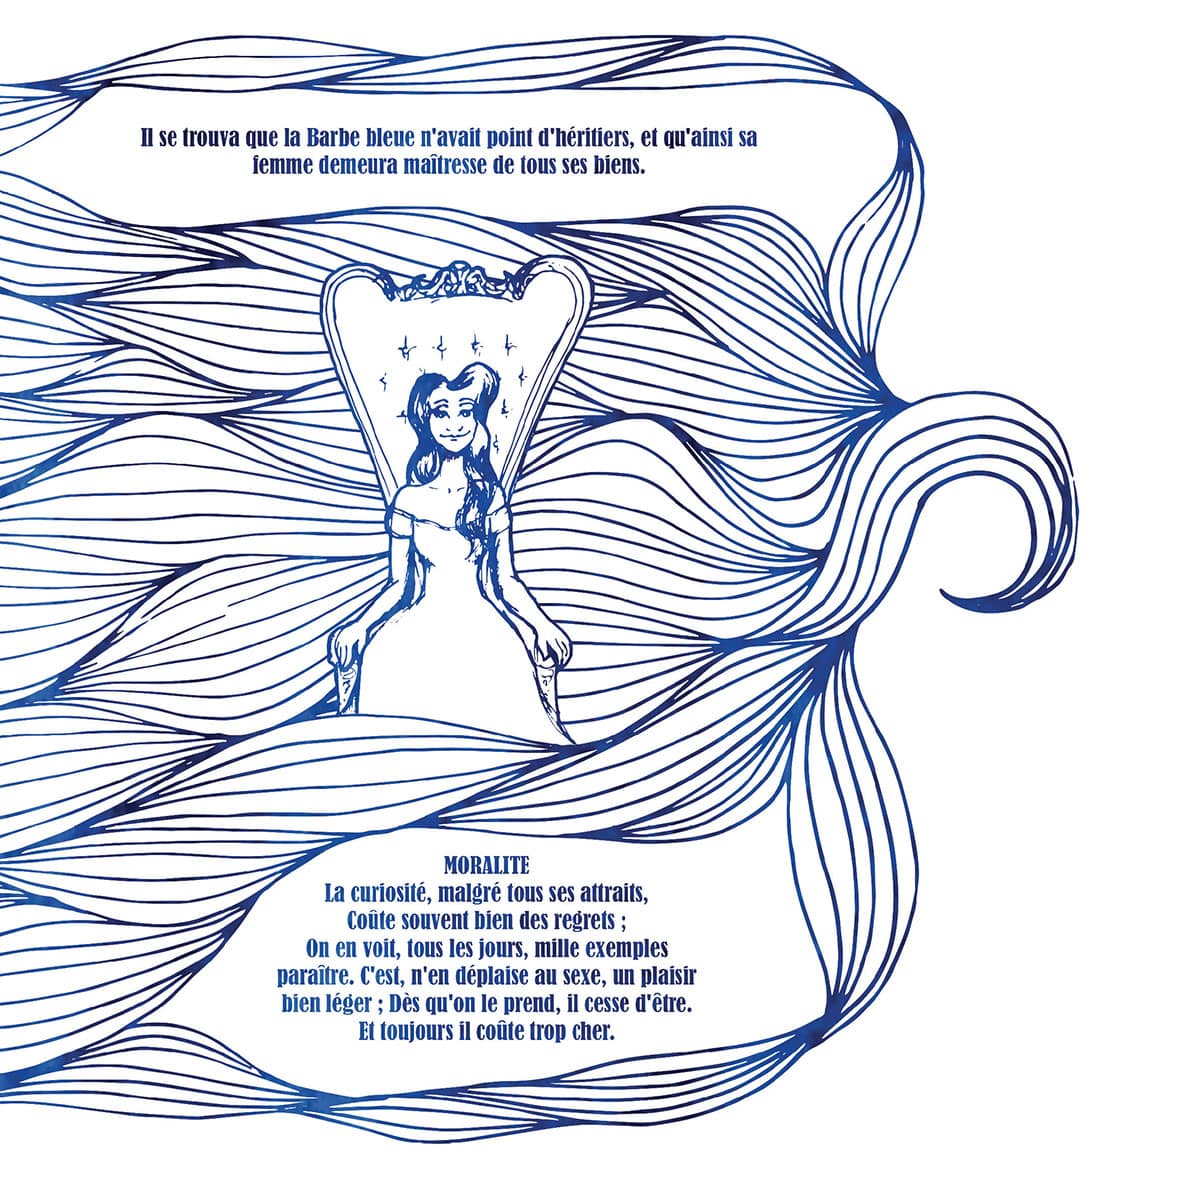 Il se trouva que la Barbe bleue n'avait point d'héritiers, et qu'ainsi sa
femme demeura maîtresse de tous ses biens.
MORALITE
La curiosité, malgré tous ses attraits,
Coûte souvent bien des regrets ;
On en voit, tous les jours, mille exemples
paraître. C'est, n'en déplaise au sexe, un plaisir
bien léger ; Dès qu'on le prend, il cesse d'être.
Et toujours il coûte trop cher.